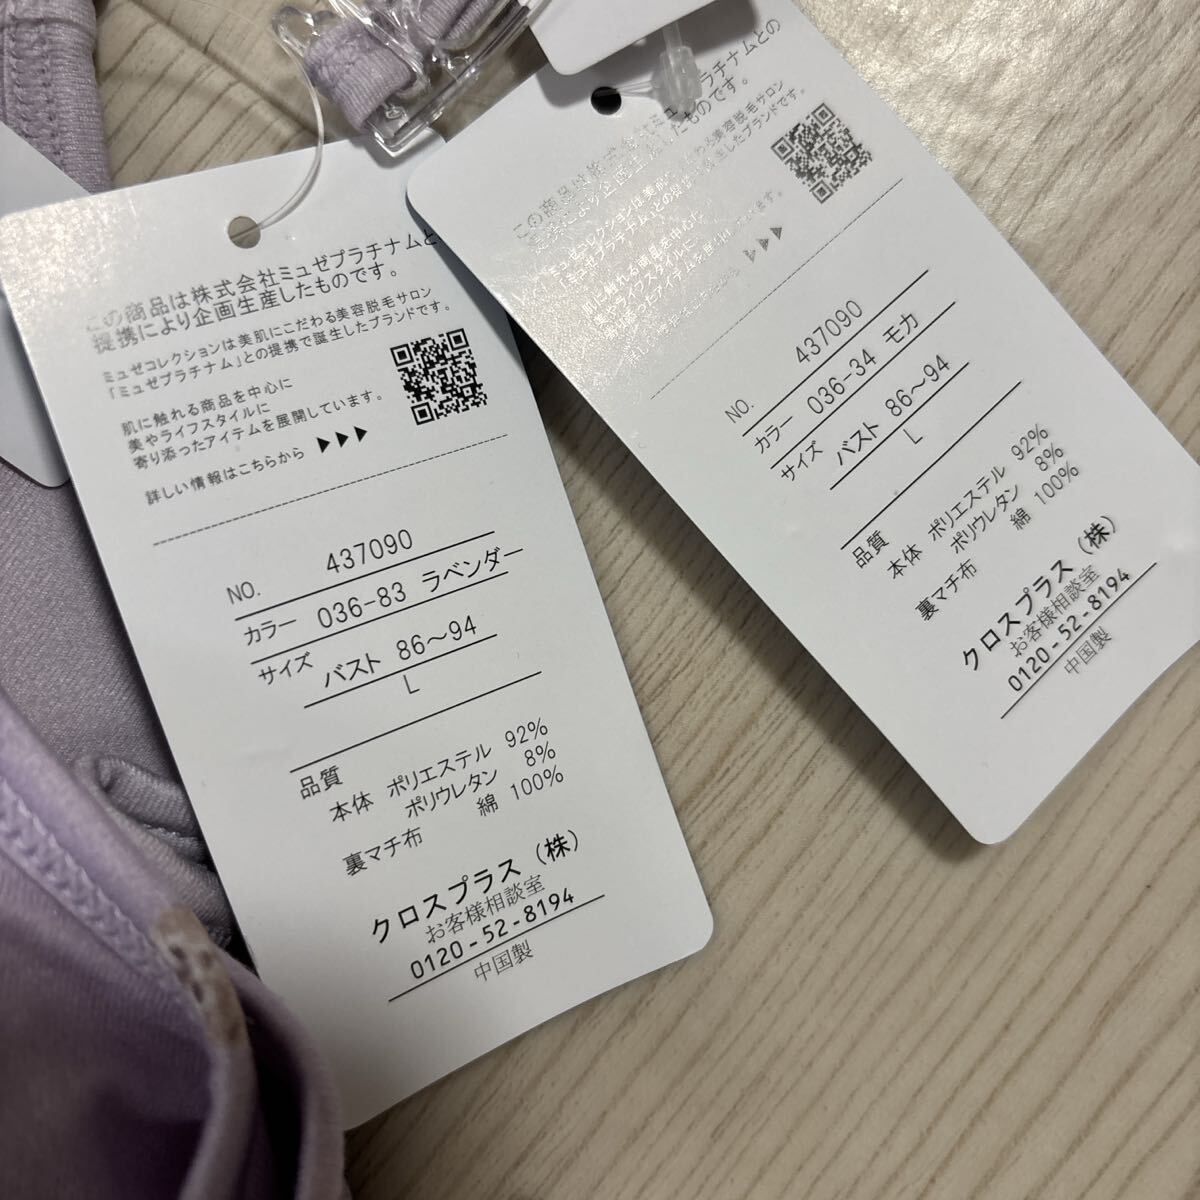 この商品は株式会社ミュゼプラチナムと
提携により企画生産したものです。
ミュゼコレクションは美肌にこだわる美容脱毛サロン
「ミュゼプラチナム」との提携で誕生したブランドです。
肌に触れる商品を中心に
美やライフスタイルに
寄り添ったアイテムを展開しています。
詳しい情報はこちらから ▶▶▶
NO. 437090
カラー 036-83 ラベンダー
サイズ バスト 86～94
L
品質
本体 ポリエステル 92%
ポリウレタン 8%
裏マチ布 綿 100%
クロスプラス（株）
お客様相談室
0120-52-8194
中国製
NO. 437090
カラー 036-34 モカ
サイズ バスト 86～94
L
品質
本体 ポリエステル 92%
ポリウレタン 8%
裏マチ布 綿 100%
クロスプラス（株）
お客様相談室
0120-52-8194
中国製